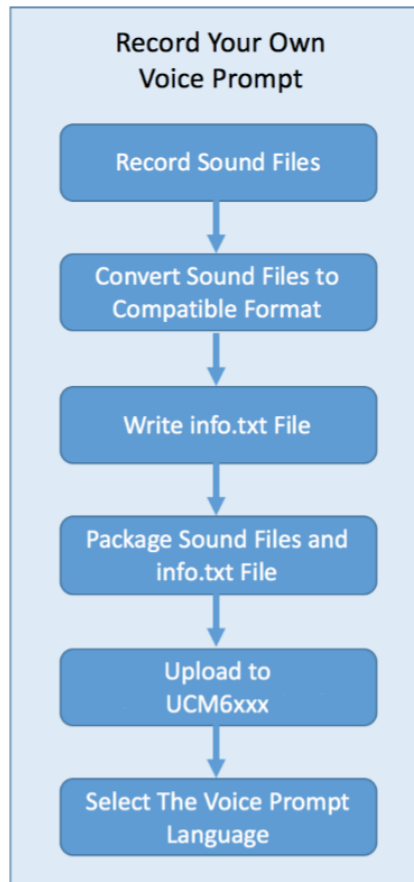 Record Your Own
Voice Prompt
Record Sound Files
Convert Sound Files to
Compatible Format
Write info.txt File
Package Sound Files and
info.txt File
Upload to
UCM6xxx
Select The Voice Prompt
Language